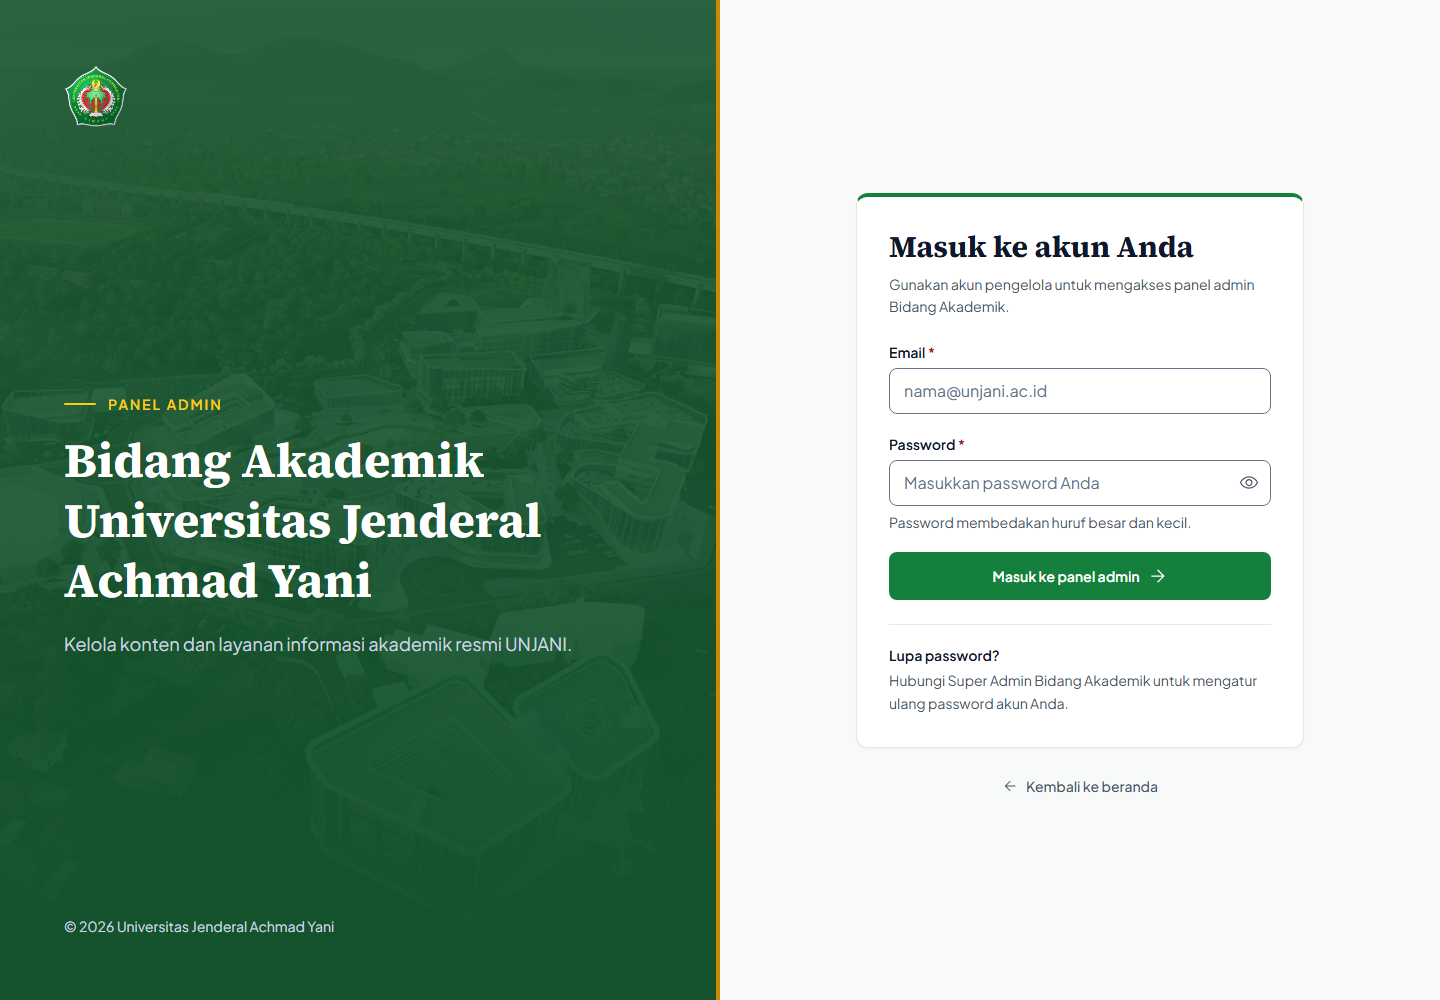 PANEL ADMIN
Bidang Akademik
Universitas Jenderal
Achmad Yani
Kelola konten dan layanan informasi akademik resmi UNJANI.
© 2026 Universitas Jenderal Achmad Yani
Masuk ke akun Anda
Gunakan akun pengelola untuk mengakses panel admin
Bidang Akademik.
Email *
nama@unjani.ac.id
Password *
Masukkan password Anda
Password membedakan huruf besar dan kecil.
Masuk ke panel admin
Lupa password?
Hubungi Super Admin Bidang Akademik untuk mengatur
ulang password akun Anda.
Kembali ke beranda